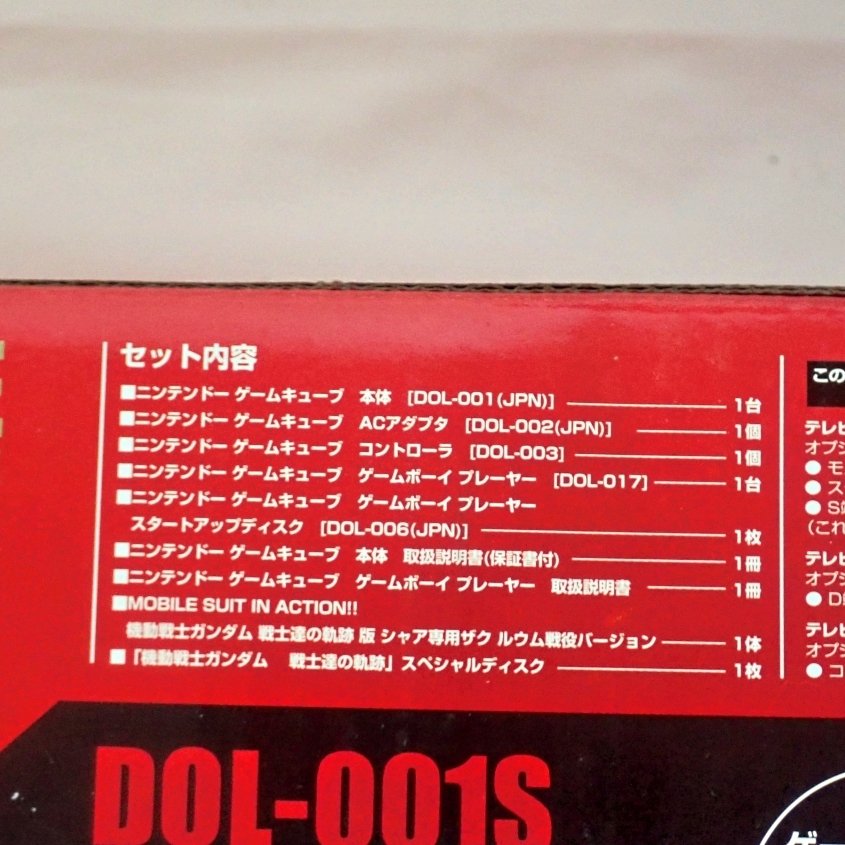 セット内容
■ニンテンドー ゲームキューブ 本体 [DOL-001(JPN)] 1台
■ニンテンドー ゲームキューブ ACアダプタ [DOL-002(JPN)] 1個
■ニンテンドー ゲームキューブ コントローラ [DOL-003] 1個
■ニンテンドー ゲームキューブ ゲームボーイ プレーヤー [DOL-017] 1台
■ニンテンドー ゲームキューブ ゲームボーイ プレーヤー
スタートアップディスク [DOL-006(JPN)] 1枚
■ニンテンドー ゲームキューブ 本体 取扱説明書(保証書付) 1冊
■ニンテンドー ゲームキューブ ゲームボーイ プレーヤー 取扱説明書 1冊
■MOBILE SUIT IN ACTION!!
機動戦士ガンダム 戦士達の軌跡 版 シャア専用ザク ルウム戦役バージョン 1体
■「機動戦士ガンダム 戦士達の軌跡」スペシャルディスク 1枚
この
テレビ
オプシ
● モ
● ス
● S端
(これ
テレビ
オプシ
● D
テレビ
オプシ
● コ
DOL-001S
ゲー